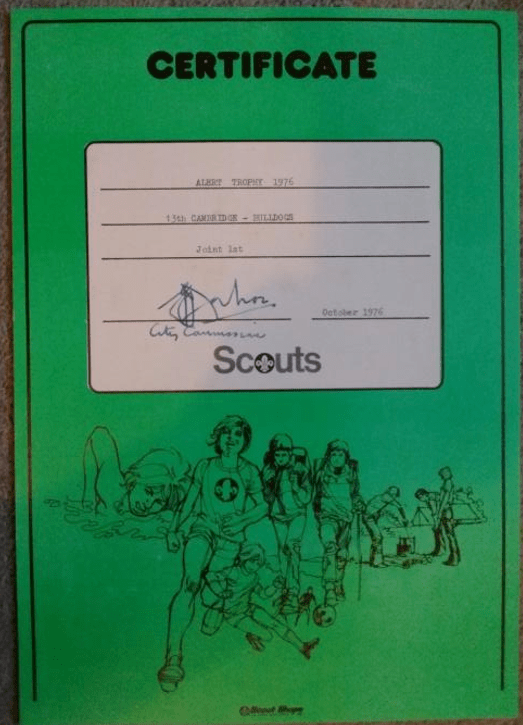 CERTIFICATE
ALERT TROPHY 1976
13th CAMBRIDGE - BULLDOGS
Joint 1st
October 1976
City Commissioner
Scouts
Scout Shops